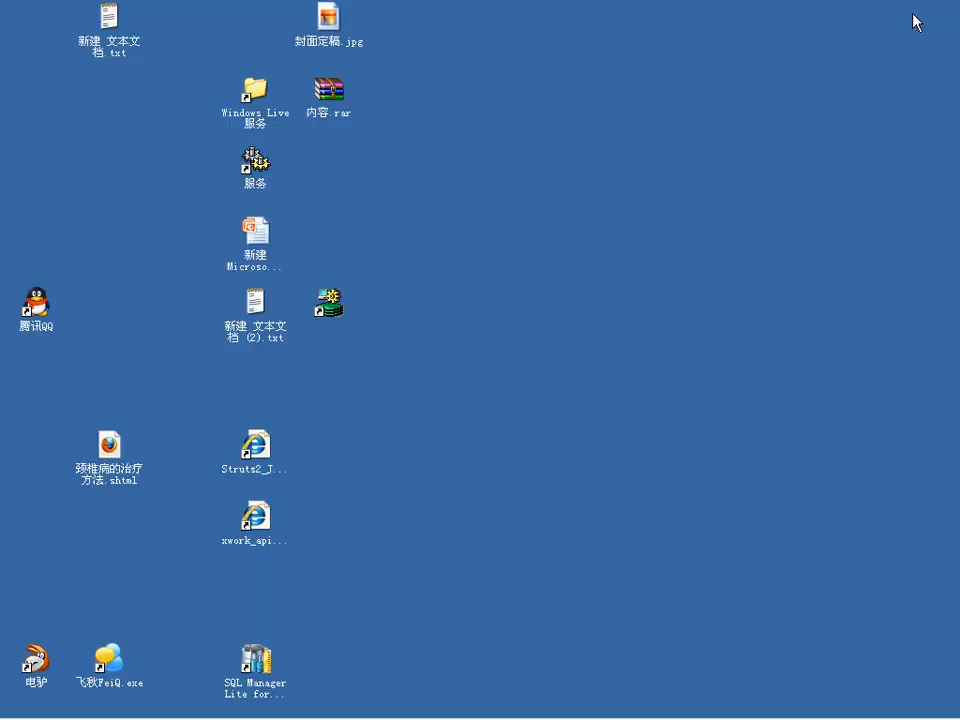 新建 文本文
档.txt
封面定稿.jpg
Windows Live
服务
内容.rar
服务
新建
Microso...
腾讯QQ
新建 文本文
档 (2).txt
颈椎病的治疗
方法.shtml
Struts2_J...
xwork_api...
电驴
飞秋FeiQ.exe
SQL Manager
Lite for...